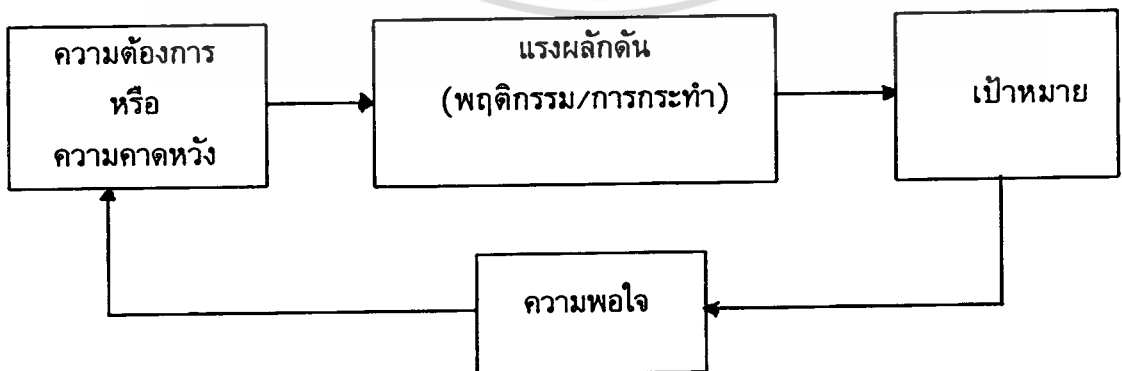 ความต้องการ
หรือ
ความคาดหวัง
แรงผลักดัน
(พฤติกรรม/การกระทำ)
เป้าหมาย
ความพอใจ